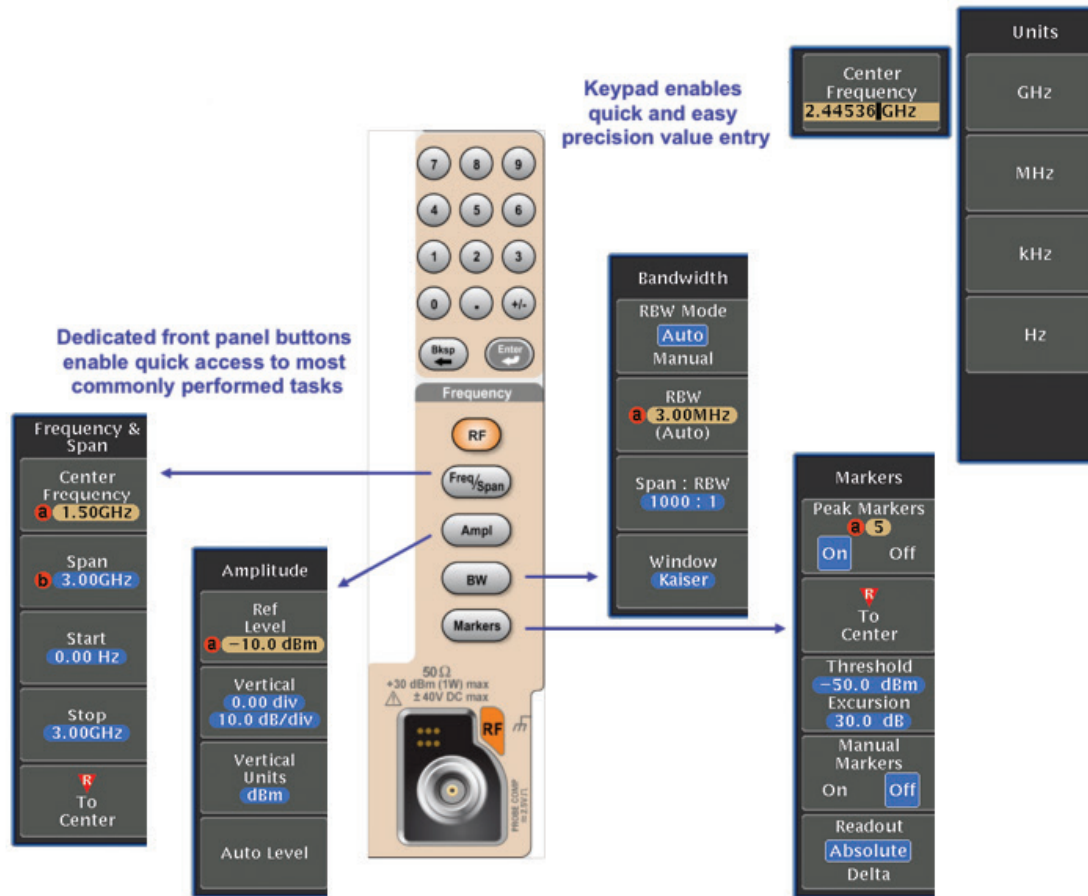 Keypad enables
quick and easy
precision value entry
Center
Frequency
2.44536 GHz
Units
GHz
MHz
kHz
Hz
7 8 9
4 5 6
1 2 3
0 . +/-
Bksp Enter
Frequency
RF
Freq/Span
Ampl
BW
Markers
50Ω
+30 dBm (1W) max
±40V DC max
RF
PROBE COMP
Dedicated front panel buttons
enable quick access to most
commonly performed tasks
Frequency &
Span
Center
Frequency
a 1.50GHz
Span
b 3.00GHz
Start
0.00 Hz
Stop
3.00GHz
R
To
Center
Amplitude
Ref
Level
a -10.0 dBm
Vertical
0.00 div
10.0 dB/div
Vertical
Units
dBm
Auto Level
Bandwidth
RBW Mode
Auto
Manual
RBW
a 3.00MHz
(Auto)
Span : RBW
1000 : 1
Window
Kaiser
Markers
Peak Markers
a 5
On Off
R
To
Center
Threshold
-50.0 dBm
Excursion
30.0 dB
Manual
Markers
On Off
Readout
Absolute
Delta